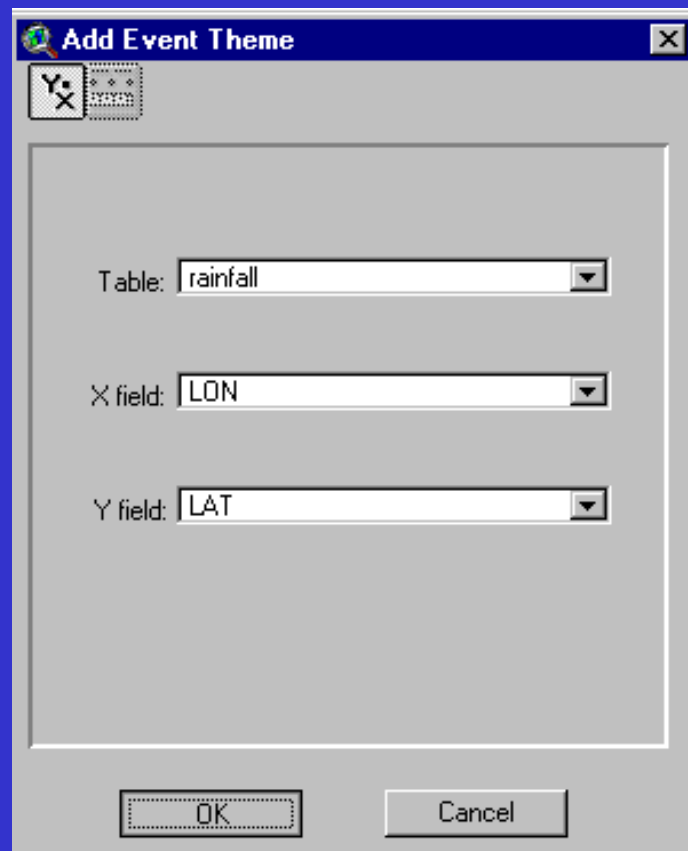 Add Event Theme
Y X
Table: rainfall
X field: LON
Y field: LAT
OK Cancel